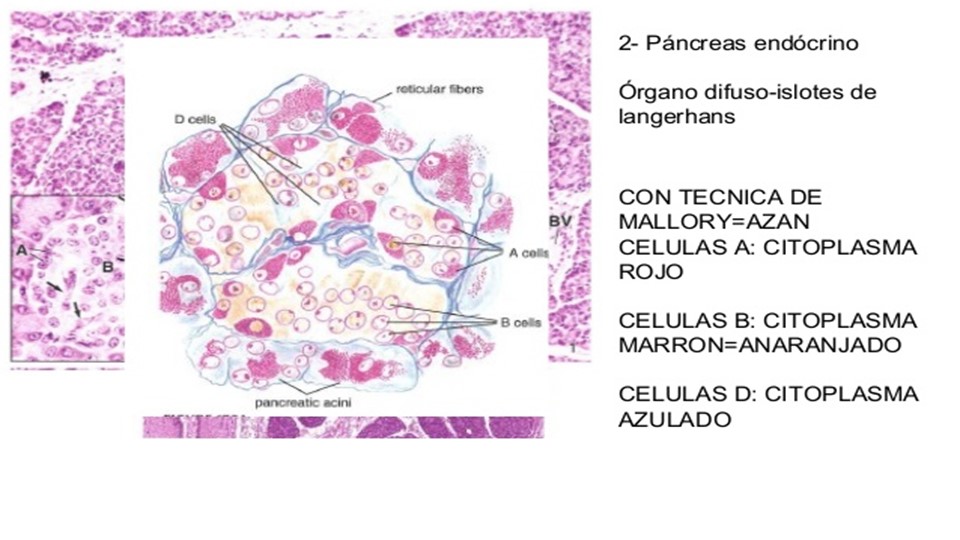 2- Páncreas endócrino
Órgano difuso-islotes de
langerhans
CON TECNICA DE
MALLORY=AZAN
CELULAS A: CITOPLASMA
ROJO
CELULAS B: CITOPLASMA
MARRON=ANARANJADO
CELULAS D: CITOPLASMA
AZULADO
reticular fibers
D cells
A cells
B cells
pancreatic acini
A
B
BV
1